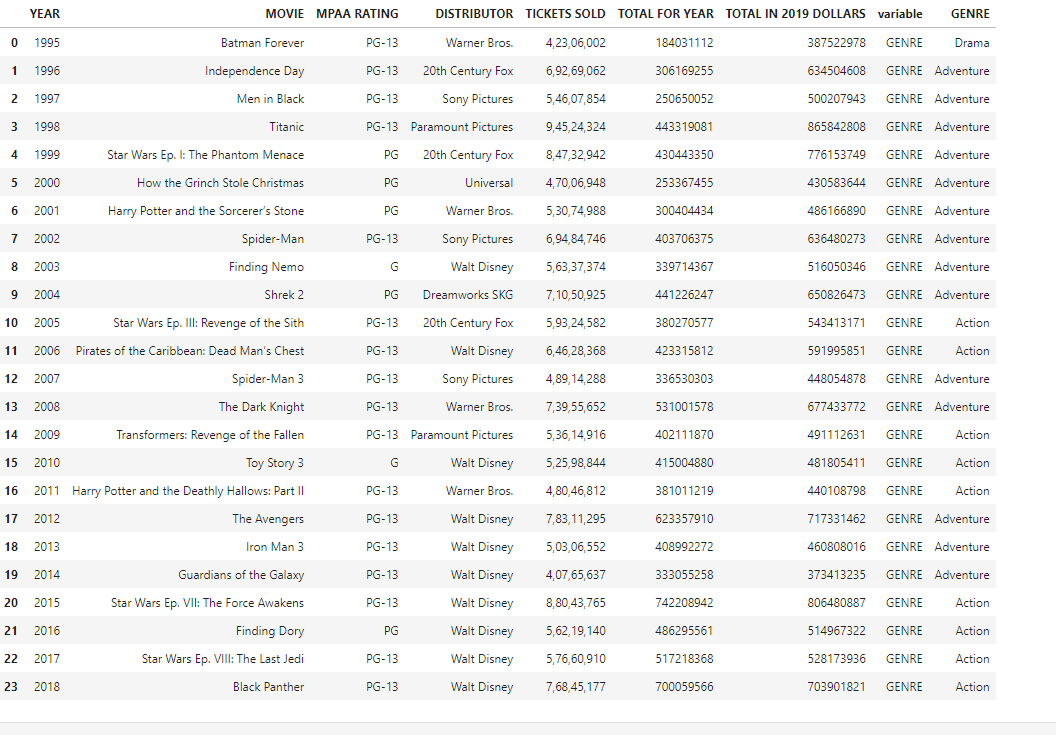 YEAR MOVIE MPAA RATING DISTRIBUTOR TICKETS SOLD TOTAL FOR YEAR TOTAL IN 2019 DOLLARS variable GENRE
0 1995 Batman Forever PG-13 Warner Bros. 4,23,06,002 184031112 387522978 GENRE Drama
1 1996 Independence Day PG-13 20th Century Fox 6,92,69,062 306169255 634504608 GENRE Adventure
2 1997 Men in Black PG-13 Sony Pictures 5,46,07,854 250650052 500207943 GENRE Adventure
3 1998 Titanic PG-13 Paramount Pictures 9,45,24,324 443319081 865842808 GENRE Adventure
4 1999 Star Wars Ep. I: The Phantom Menace PG 20th Century Fox 8,47,32,942 430443350 776153749 GENRE Adventure
5 2000 How the Grinch Stole Christmas PG Universal 4,70,06,948 253367455 430583644 GENRE Adventure
6 2001 Harry Potter and the Sorcerer's Stone PG Warner Bros. 5,30,74,988 300404434 486166890 GENRE Adventure
7 2002 Spider-Man PG-13 Sony Pictures 6,94,84,746 403706375 636480273 GENRE Adventure
8 2003 Finding Nemo G Walt Disney 5,63,37,374 339714367 516050346 GENRE Adventure
9 2004 Shrek 2 PG Dreamworks SKG 7,10,50,925 441226247 650826473 GENRE Adventure
10 2005 Star Wars Ep. III: Revenge of the Sith PG-13 20th Century Fox 5,93,24,582 380270577 543413171 GENRE Action
11 2006 Pirates of the Caribbean: Dead Man's Chest PG-13 Walt Disney 6,46,28,368 423315812 591995851 GENRE Action
12 2007 Spider-Man 3 PG-13 Sony Pictures 4,89,14,288 336530303 448054878 GENRE Adventure
13 2008 The Dark Knight PG-13 Warner Bros. 7,39,55,652 531001578 677433772 GENRE Adventure
14 2009 Transformers: Revenge of the Fallen PG-13 Paramount Pictures 5,36,14,916 402111870 491112631 GENRE Action
15 2010 Toy Story 3 G Walt Disney 5,25,98,844 415004880 481805411 GENRE Action
16 2011 Harry Potter and the Deathly Hallows: Part II PG-13 Warner Bros. 4,80,46,812 381011219 440108798 GENRE Action
17 2012 The Avengers PG-13 Walt Disney 7,83,11,295 623357910 717331462 GENRE Adventure
18 2013 Iron Man 3 PG-13 Walt Disney 5,03,06,552 408992272 460808016 GENRE Adventure
19 2014 Guardians of the Galaxy PG-13 Walt Disney 4,07,65,637 333055258 373413235 GENRE Adventure
20 2015 Star Wars Ep. VII: The Force Awakens PG-13 Walt Disney 8,80,43,765 742208942 806480887 GENRE Action
21 2016 Finding Dory PG Walt Disney 5,62,19,140 486295561 514967322 GENRE Action
22 2017 Star Wars Ep. VIII: The Last Jedi PG-13 Walt Disney 5,76,60,910 517218368 528173936 GENRE Action
23 2018 Black Panther PG-13 Walt Disney 7,68,45,177 700059566 703901821 GENRE Action